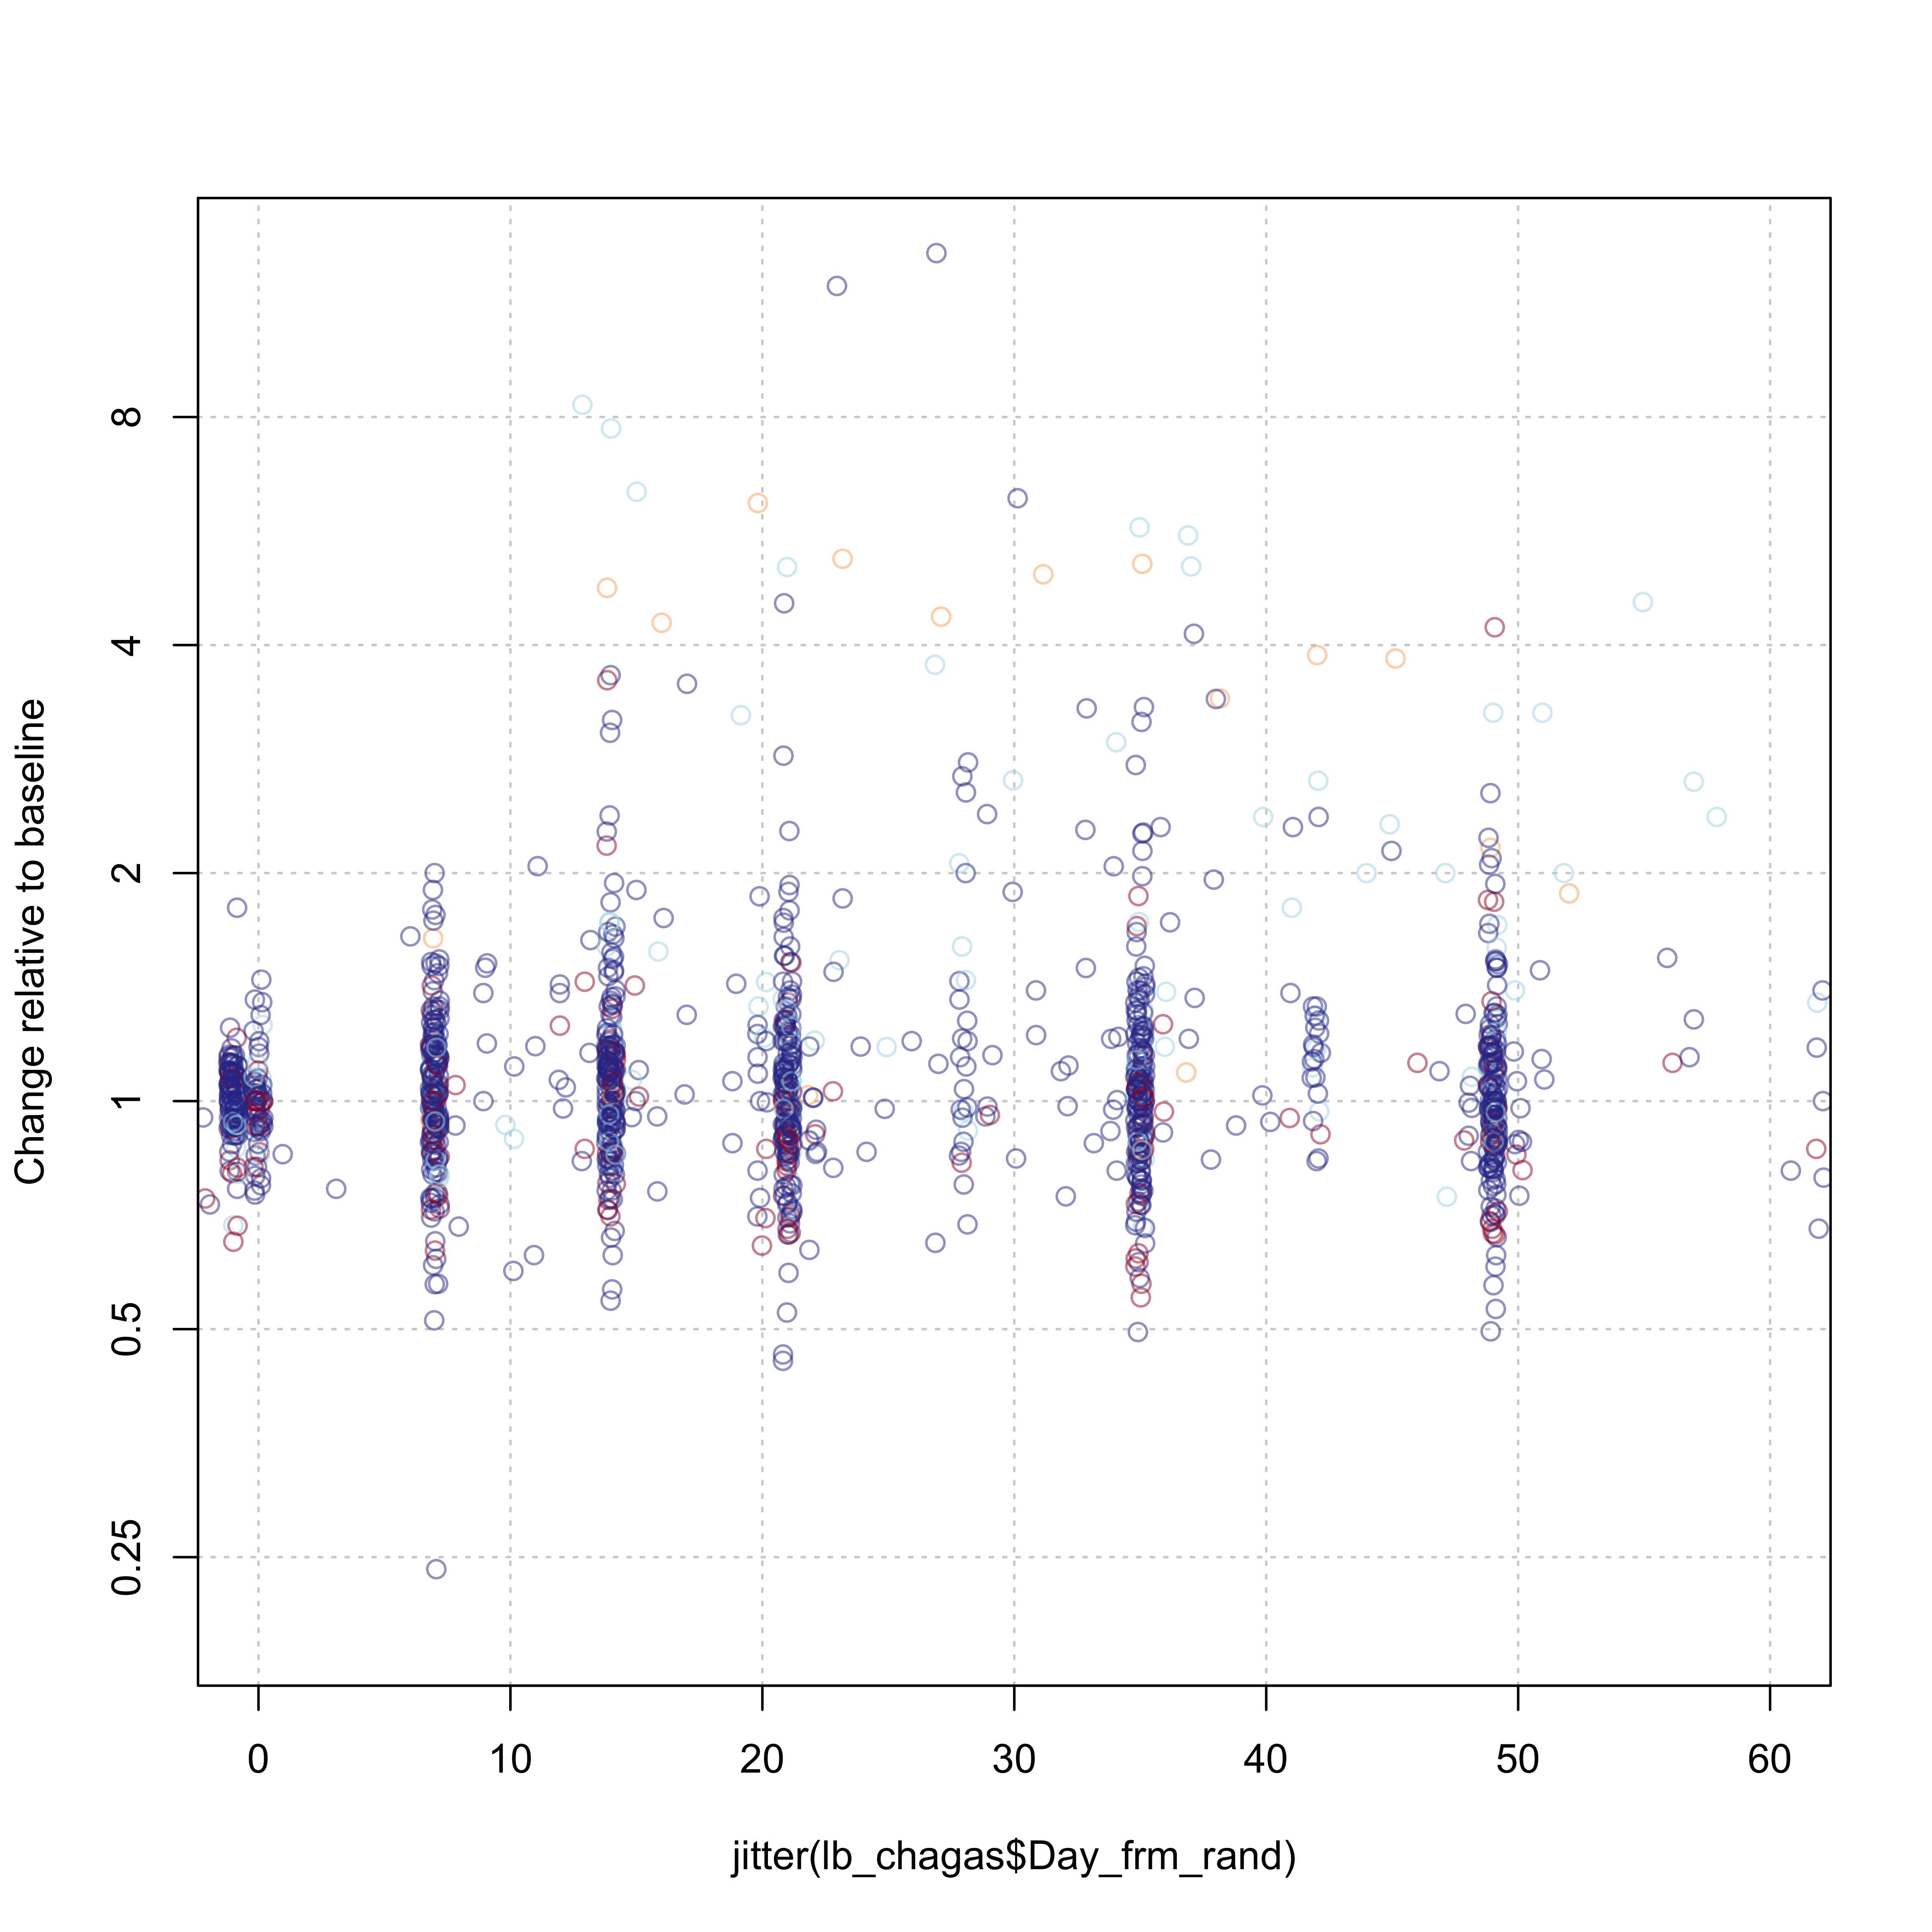 Change relative to baseline
8
4
2
1
0.5
0.25
0 10 20 30 40 50 60
jitter(lb_chagas$Day_frm_rand)